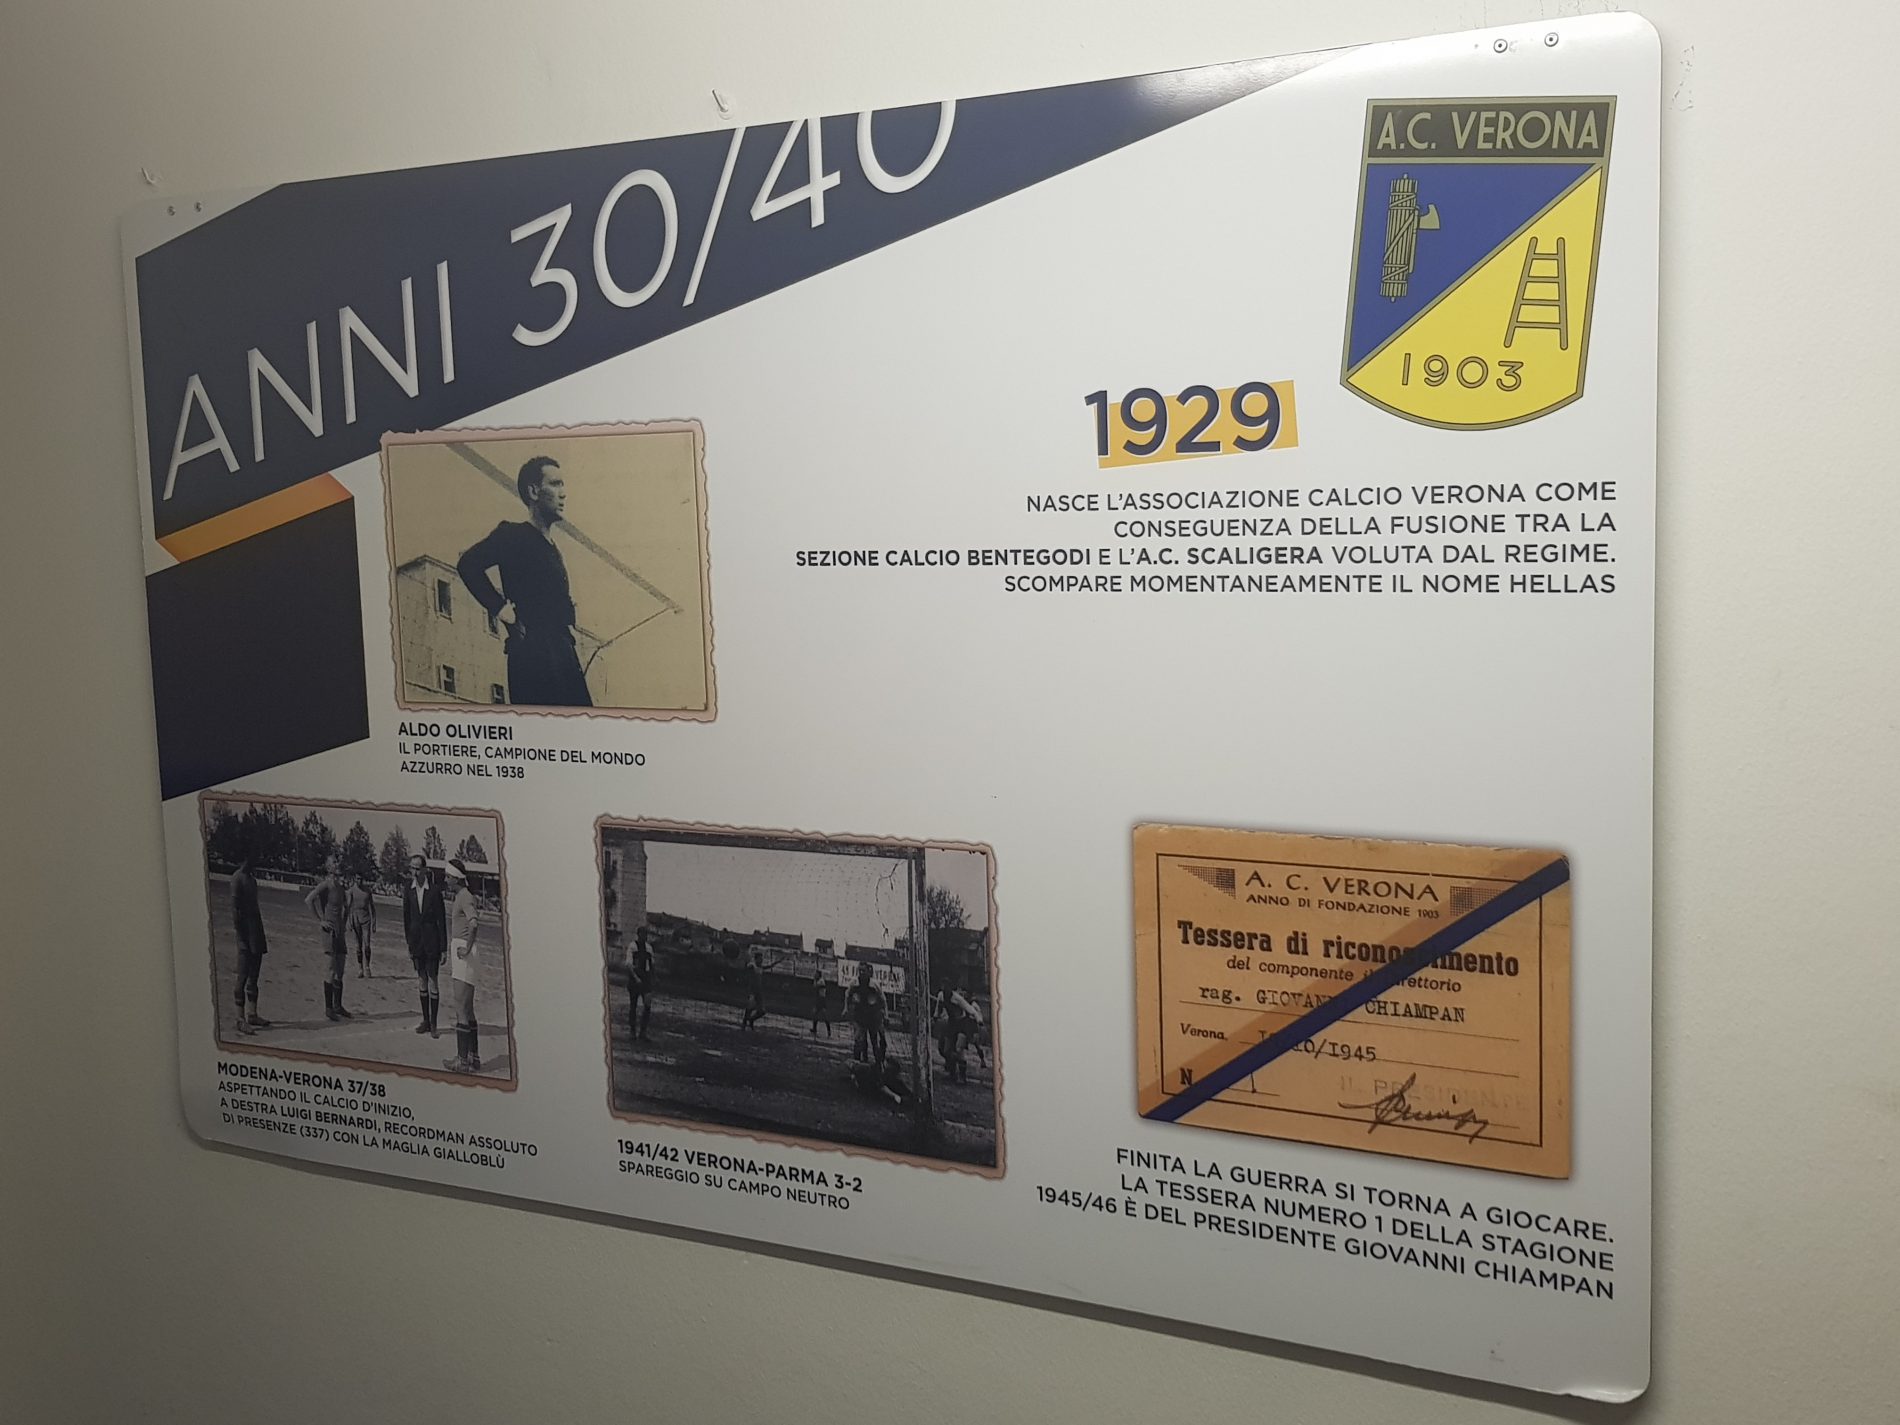 ANNI 30/40
A.C. VERONA
1903
1929
NASCE L'ASSOCIAZIONE CALCIO VERONA COME
CONSEGUENZA DELLA FUSIONE TRA LA
SEZIONE CALCIO BENTEGODI E L'A.C. SCALIGERA VOLUTA DAL REGIME.
SCOMPARE MOMENTANEAMENTE IL NOME HELLAS
ALDO OLIVIERI
IL PORTIERE, CAMPIONE DEL MONDO
AZZURRO NEL 1938
MODENA-VERONA 37/38
ASPETTANDO IL CALCIO D'INIZIO,
A DESTRA LUIGI BERNARDI, RECORDMAN ASSOLUTO
DI PRESENZE (337) CON LA MAGLIA GIALLOBLÙ
1941/42 VERONA-PARMA 3-2
SPAREGGIO SU CAMPO NEUTRO
A. C. VERONA
ANNO DI FONDAZIONE 1903
Tessera di
del componente
rag. CHIAMPAN
Verona, /I945
N. 1
IL PRESIDENTE
FINITA LA GUERRA SI TORNA A GIOCARE.
LA TESSERA NUMERO 1 DELLA STAGIONE
1945/46 È DEL PRESIDENTE GIOVANNI CHIAMPAN